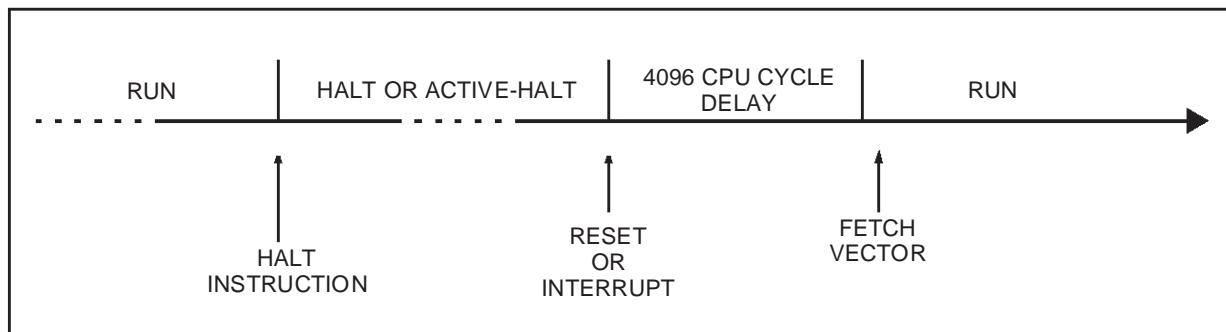 RUN
HALT OR ACTIVE-HALT
4096 CPU CYCLE
DELAY
RUN
HALT
INSTRUCTION
RESET
OR
INTERRUPT
FETCH
VECTOR